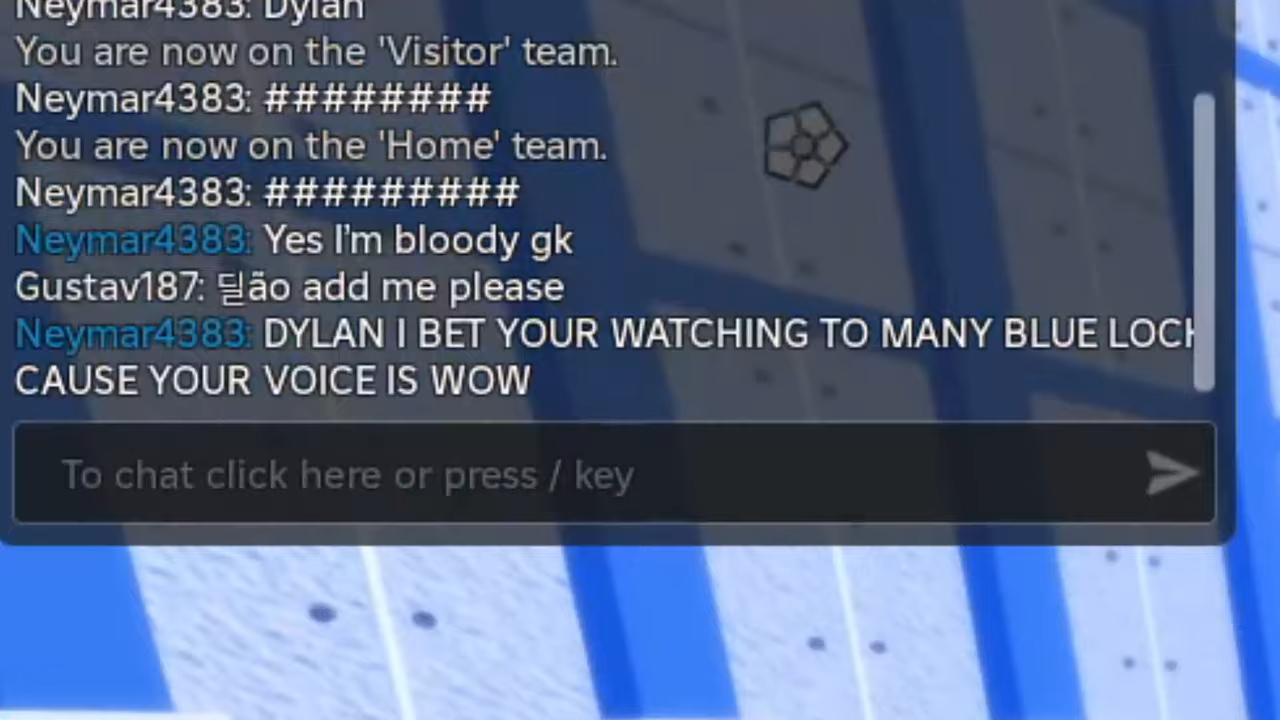 Neymar4383: Dylan
You are now on the 'Visitor' team.
Neymar4383: ########
You are now on the 'Home' team.
Neymar4383: #########
Neymar4383: Yes I'm bloody gk
Gustav187: 딜ão add me please
Neymar4383: DYLAN I BET YOUR WATCHING TO MANY BLUE LOCK
CAUSE YOUR VOICE IS WOW
To chat click here or press / key